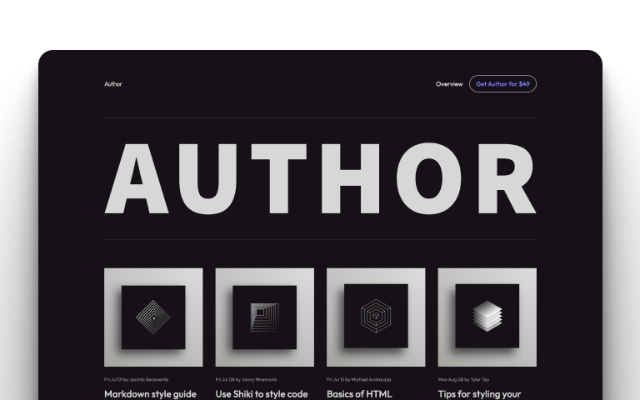 Author
Overview
Get Author for $49
AUTHOR
Fri Jul 01 by Jacinto Benavente
Fri Jul 08 by Jonny Mnemonic
Fri Jul 15 by Michael Andreuzza
Mon Aug 08 by Tyler Tay
Markdown style guide
Use Shiki to style code
Basics of HTML
Tips for styling your